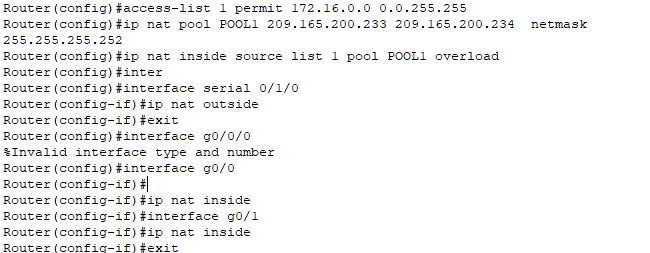 Router(config)#access-list 1 permit 172.16.0.0 0.0.255.255
Router(config)#ip nat pool POOL1 209.165.200.233 209.165.200.234  netmask
255.255.255.252
Router(config)#ip nat inside source list 1 pool POOL1 overload
Router(config)#inter
Router(config)#interface serial 0/1/0
Router(config-if)#ip nat outside
Router(config-if)#exit
Router(config)#interface g0/0/0
%Invalid interface type and number
Router(config)#interface g0/0
Router(config-if)#
Router(config-if)#ip nat inside
Router(config-if)#interface g0/1
Router(config-if)#ip nat inside
Router(config-if)#exit